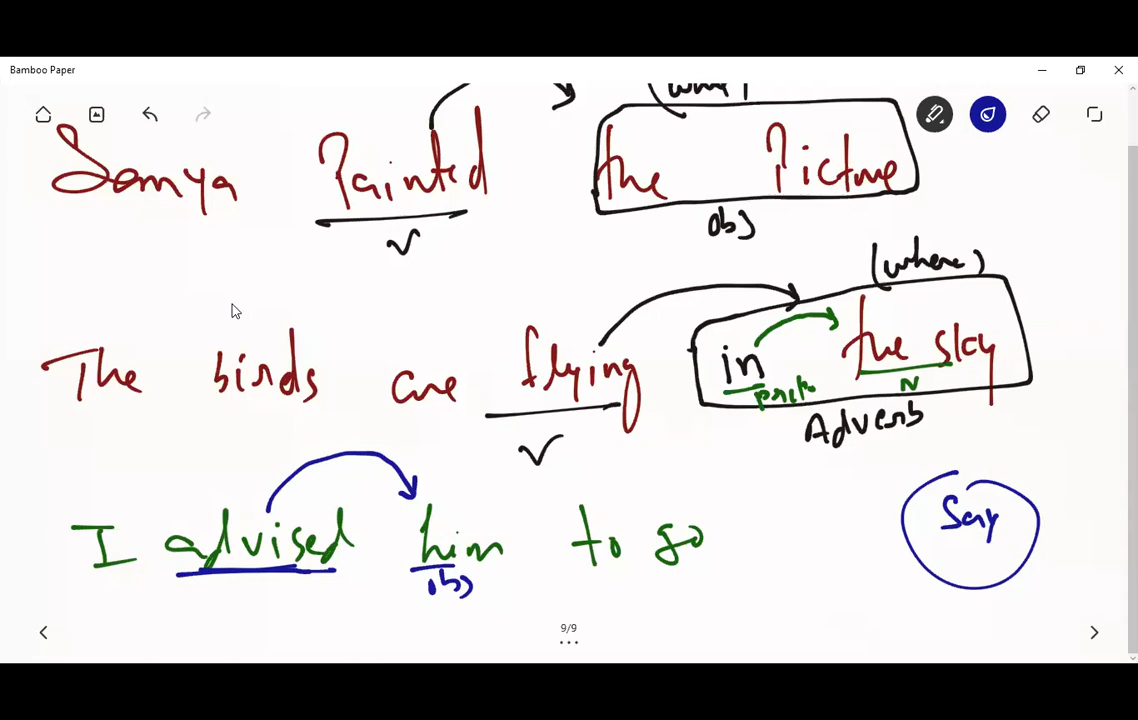 Bamboo Paper
(what)
Somya Painted the Picture
V
obj
(where)
The birds are flying in the sky
prep N
V
Adverb
Say
I advised him to go
obj
9/9